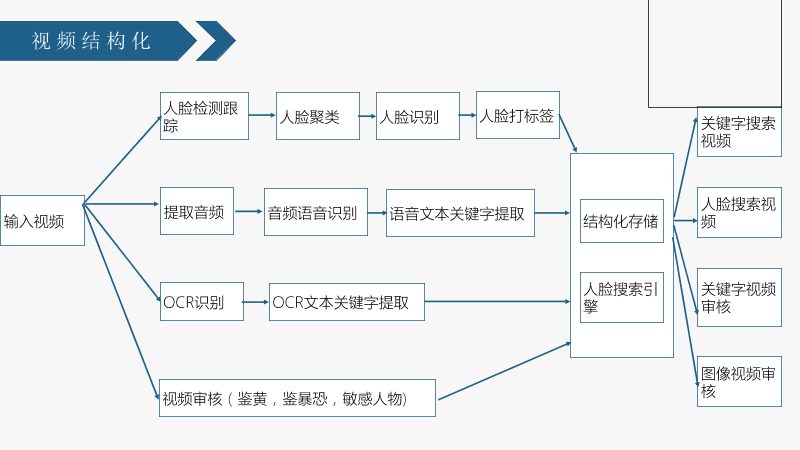 视频结构化
人脸检测跟
踪
人脸聚类
人脸识别
人脸打标签
关键字搜索
视频
输入视频
提取音频
音频语音识别
语音文本关键字提取
结构化存储
人脸搜索视
频
OCR识别
OCR文本关键字提取
人脸搜索引
擎
关键字视频
审核
视频审核（鉴黄，鉴暴恐，敏感人物）
图像视频审
核